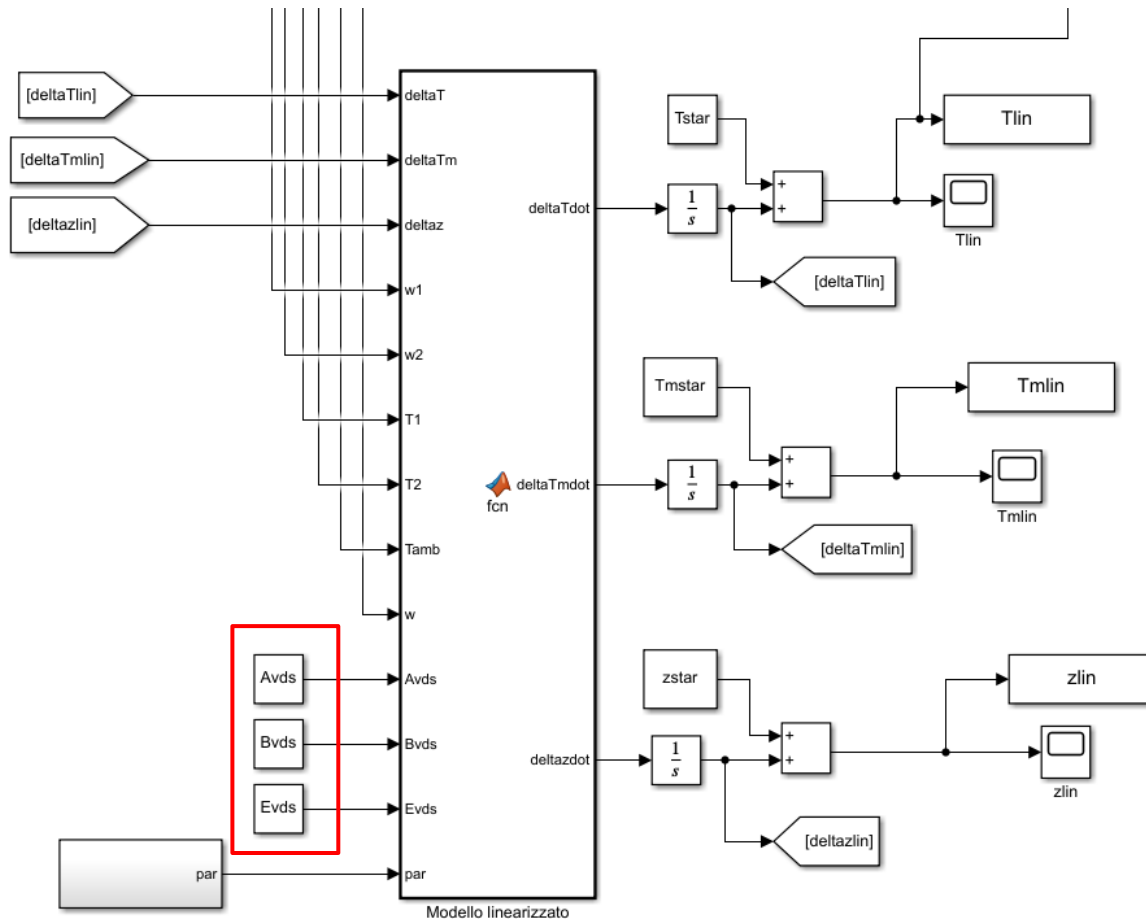 [deltaTlin]
[deltaTmlin]
[deltazlin]
deltaT
deltaTm
deltaz
w1
w2
T1
T2
Tamb
w
Avds
Bvds
Evds
par
Avds
Bvds
Evds
par
fcn
deltaTdot
deltaTmdot
deltazdot
Modello linearizzato
Tstar
+
+
1
s
[deltaTlin]
Tlin
Tlin
Tmstar
+
+
1
s
[deltaTmlin]
Tmlin
Tmlin
zstar
+
+
1
s
[deltazlin]
zlin
zlin